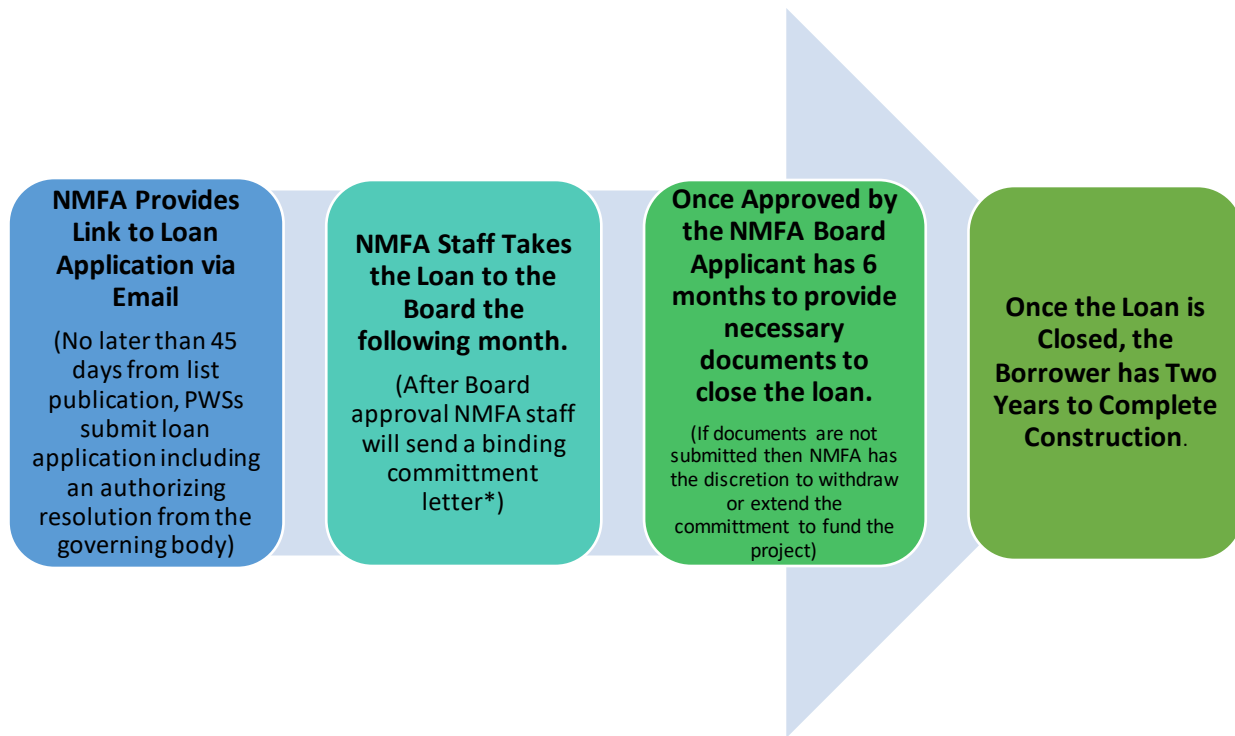 NMFA Provides
Link to Loan
Application via
Email
(No later than 45
days from list
publication, PWSs
submit loan
application including
an authorizing
resolution from the
governing body)
NMFA Staff Takes
the Loan to the
Board the
following month.
(After Board
approval NMFA staff
will send a binding
committment
letter*)
Once Approved by
the NMFA Board
Applicant has 6
months to provide
necessary
documents to
close the loan.
(If documents are not
submitted then NMFA has
the discretion to withdraw
or extend the
committment to fund the
project)
Once the Loan is
Closed, the
Borrower has Two
Years to Complete
Construction.